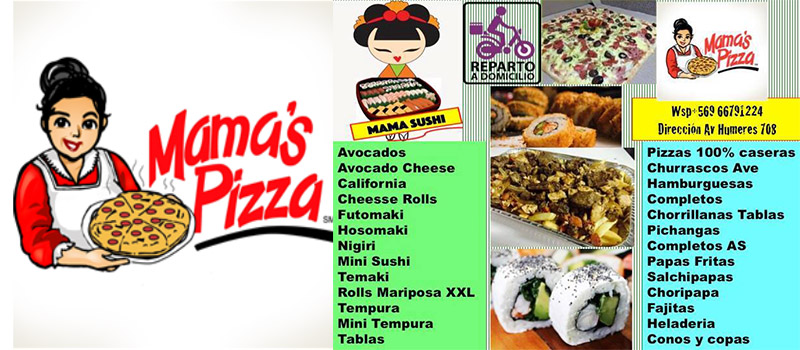 Mama's
Pizza
SM
MAMA SUSHI
REPARTO
A DOMICILIO
Mama's
Pizza
Wsp+569 66791224
Dirección Av Humeres 708
Avocados
Avocado Cheese
California
Cheesse Rolls
Futomaki
Hosomaki
Nigiri
Mini Sushi
Temaki
Rolls Mariposa XXL
Tempura
Mini Tempura
Tablas
Pizzas 100% caseras
Churrascos Ave
Hamburguesas
Completos
Chorrillanas Tablas
Pichangas
Completos AS
Papas Fritas
Salchipapas
Choripapa
Fajitas
Heladeria
Conos y copas